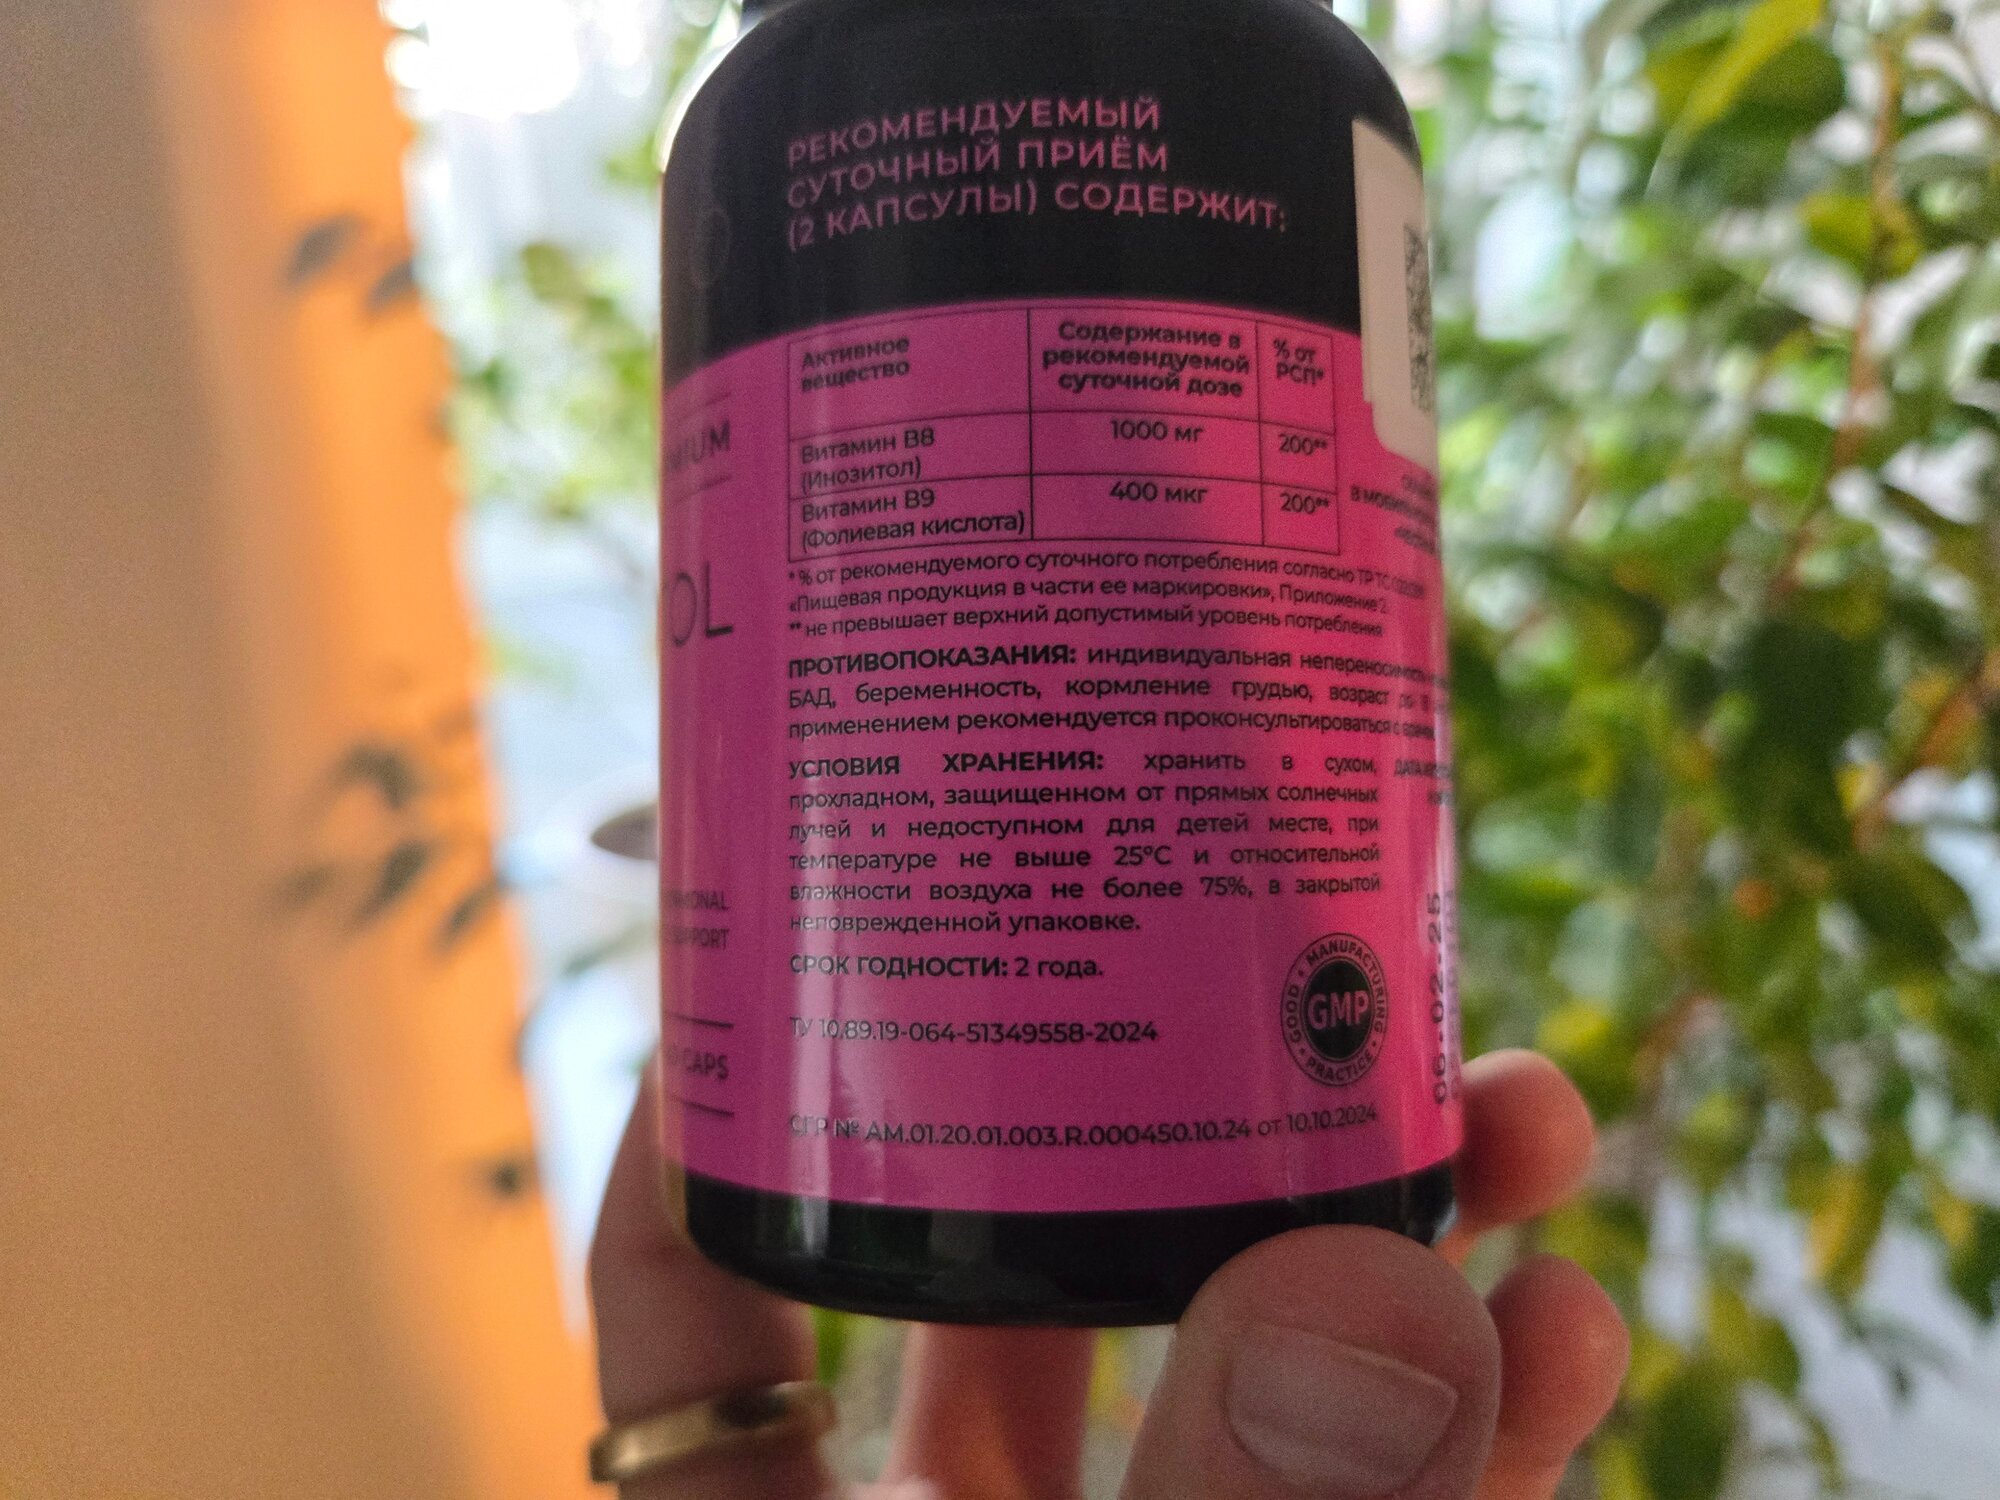 РЕКОМЕНДУЕМЫЙ
СУТОЧНЫЙ ПРИЁМ
(2 КАПСУЛЫ) СОДЕРЖИТ:
Активное
вещество
Содержание в
рекомендуемой
суточной дозе
% от
РСП*
Витамин B8
(Инозитол)
1000 мг
200**
Витамин B9
(Фолиевая кислота)
400 мкг
200**
* % от рекомендуемого суточного потребления согласно ТР ТС
«Пищевая продукция в части ее маркировки», Приложение 2.
** не превышает верхний допустимый уровень потребления
ПРОТИВОПОКАЗАНИЯ: индивидуальная
БАД, беременность, кормление грудью, возраст до
применением рекомендуется проконсультироваться с
УСЛОВИЯ ХРАНЕНИЯ: хранить в сухом,
прохладном, защищенном от прямых солнечных
лучей и недоступном для детей месте, при
температуре не выше 25°C и относительной
влажности воздуха не более 75%, в закрытой
неповрежденной упаковке.
СРОК ГОДНОСТИ: 2 года.
ТУ 10.89.19-064-51349558-2024
GOOD MANUFACTURING PRACTICE
GMP
СГР № AM.01.20.01.003.R.000450.10.24 от 10.10.2024
OL
CAPS